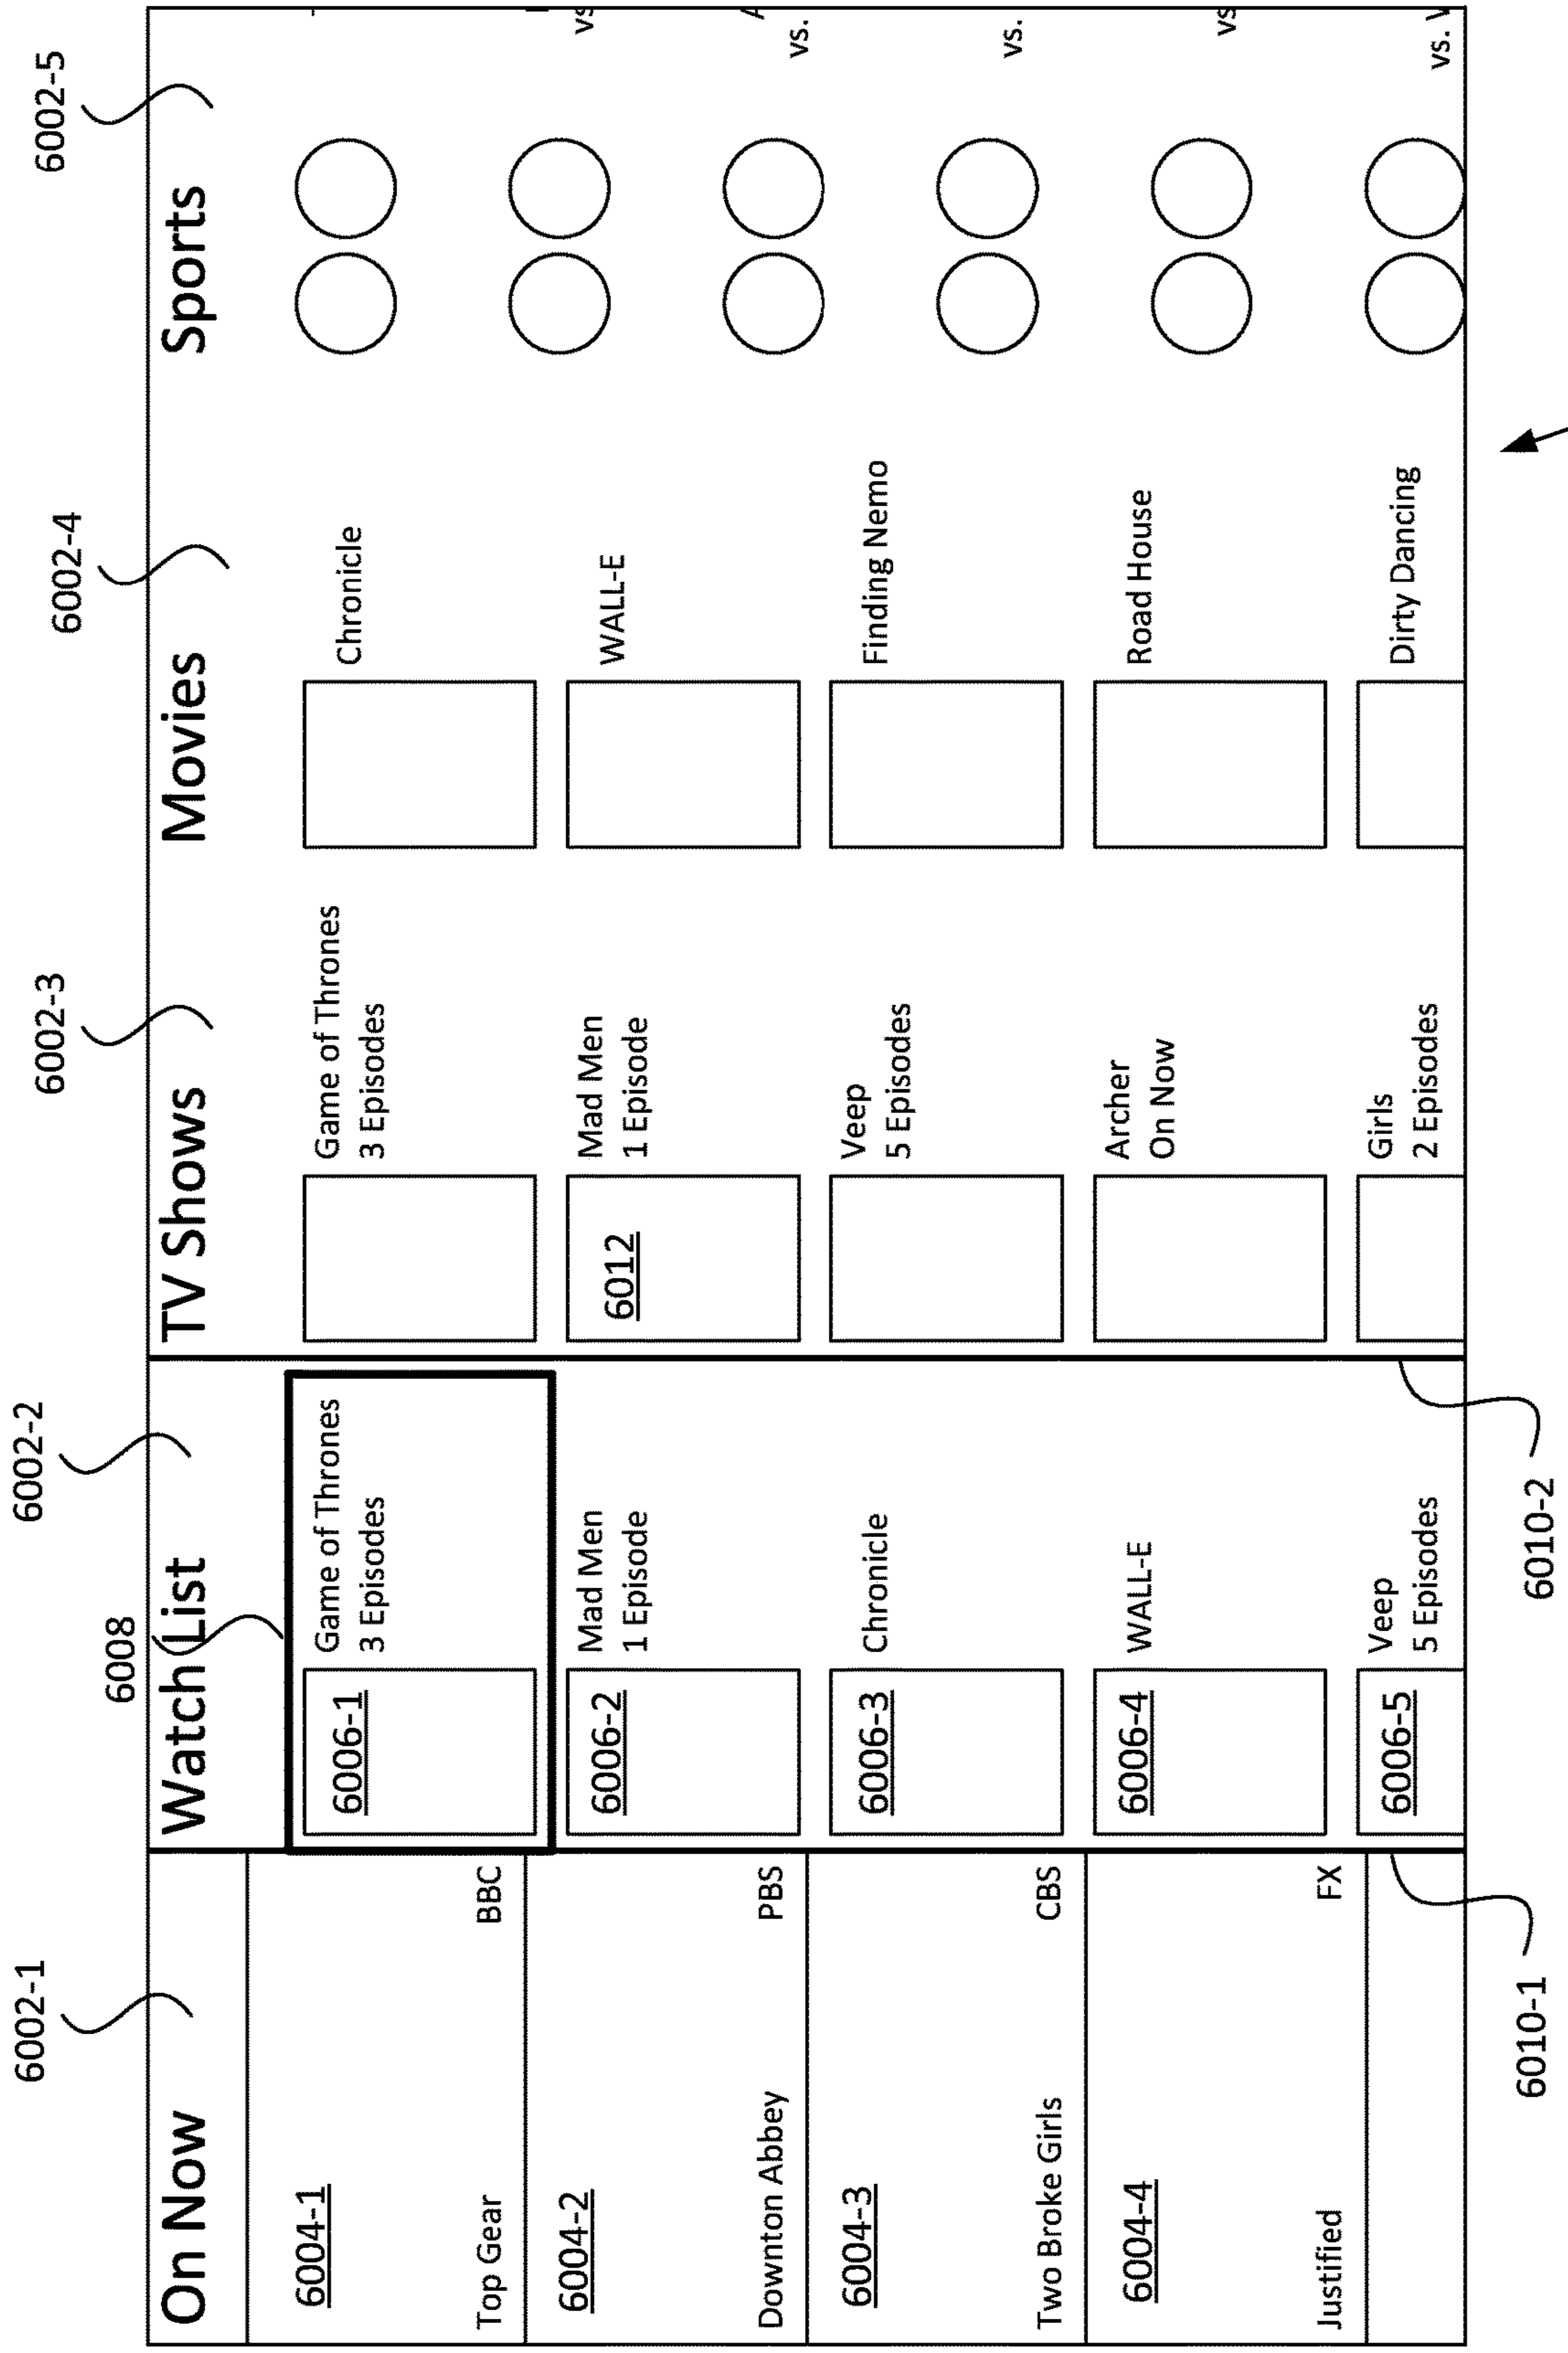 6002-1
6002-2
6002-3
6002-4
6002-5
6008
On Now
Watch List
TV Shows
Movies
Sports
6004-1
Top Gear
BBC
6004-2
Downton Abbey
PBS
6004-3
Two Broke Girls
CBS
6004-4
Justified
FX
6006-1
Game of Thrones
3 Episodes
6006-2
Mad Men
1 Episode
6006-3
Chronicle
6006-4
WALL-E
6006-5
Veep
5 Episodes
Game of Thrones
3 Episodes
6012
Mad Men
1 Episode
Veep
5 Episodes
Archer
On Now
Girls
2 Episodes
Chronicle
WALL-E
Finding Nemo
Road House
Dirty Dancing
vs
vs.
vs.
vs
vs.
6010-1
6010-2